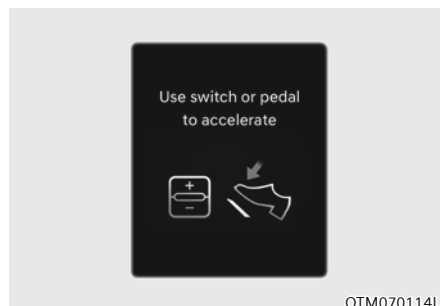 Use switch or pedal
to accelerate
+
−
OTM070114L